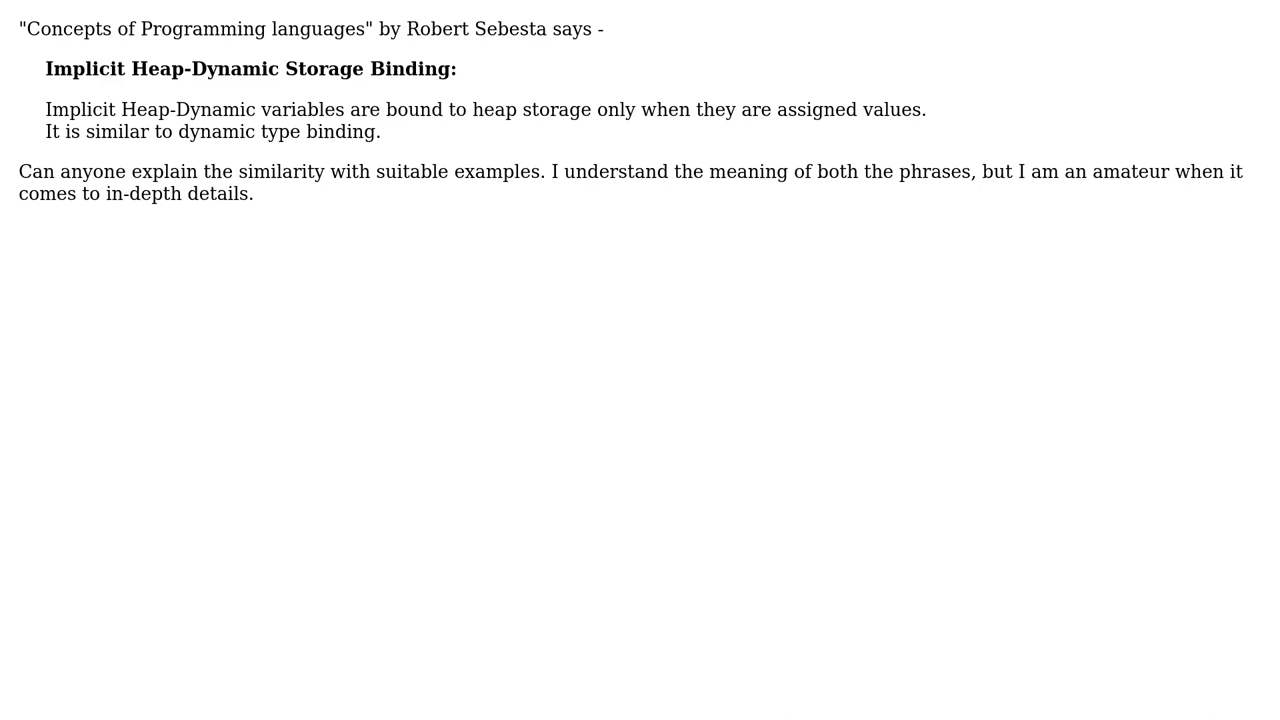 "Concepts of Programming languages" by Robert Sebesta says -
Implicit Heap-Dynamic Storage Binding:
Implicit Heap-Dynamic variables are bound to heap storage only when they are assigned values.
It is similar to dynamic type binding.
Can anyone explain the similarity with suitable examples. I understand the meaning of both the phrases, but I am an amateur when it
comes to in-depth details.